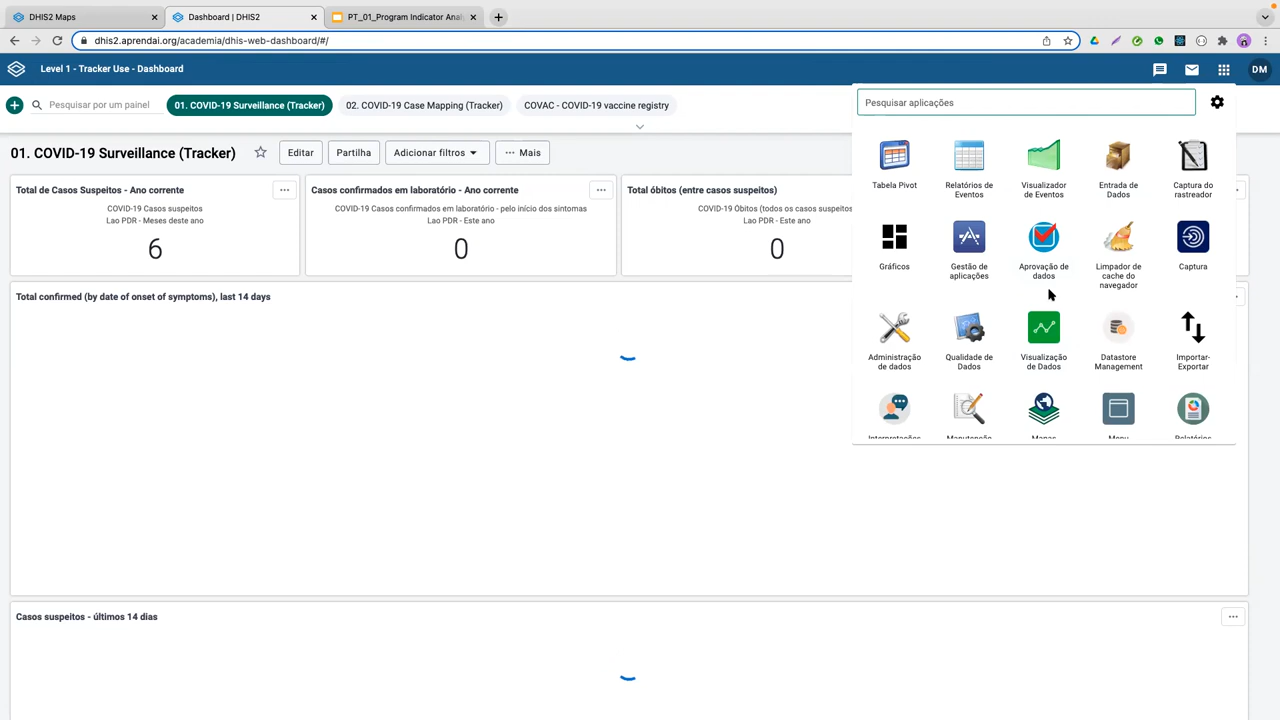 DHIS2 Maps
Dashboard | DHIS2
PT_01_Program Indicator Anal
dhis2.aprendai.org/academia/dhis-web-dashboard/#/
Level 1 - Tracker Use - Dashboard
DM
Pesquisar por um painel
01. COVID-19 Surveillance (Tracker)
02. COVID-19 Case Mapping (Tracker)
COVAC - COVID-19 vaccine registry
Pesquisar aplicações
01. COVID-19 Surveillance (Tracker)
Editar
Partilha
Adicionar filtros
Mais
Total de Casos Suspeitos - Ano corrente
COVID-19 Casos suspeitos
Lao PDR - Meses deste ano
6
Casos confirmados em laboratório - Ano corrente
COVID-19 Casos confirmados em laboratório - pelo início dos sintomas
Lao PDR - Este ano
0
Total óbitos (entre casos suspeitos)
COVID-19 Óbitos (todos os casos suspeitos
Lao PDR - Este ano
0
Tabela Pivot
Relatórios de
Eventos
Visualizador
de Eventos
Entrada de
Dados
Captura do
rastreador
Gráficos
Gestão de
aplicações
Aprovação de
dados
Limpador de
cache do
navegador
Captura
Administração
de dados
Qualidade de
Dados
Visualização
de Dados
Datastore
Management
Importar-
Exportar
Interpretações
Manutenção
Mapas
Menu
Relatórios
Total confirmed (by date of onset of symptoms), last 14 days
Casos suspeitos - últimos 14 dias